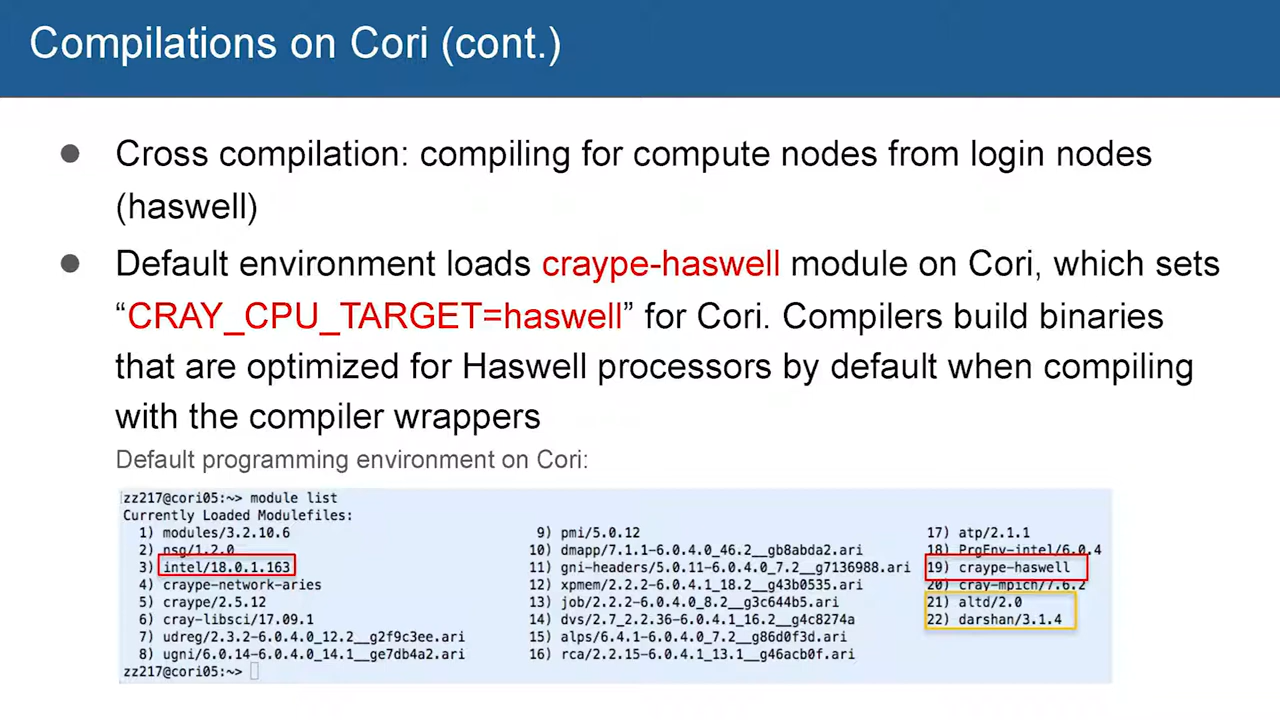 Compilations on Cori (cont.)
● Cross compilation: compiling for compute nodes from login nodes
(haswell)
● Default environment loads craype-haswell module on Cori, which sets
“CRAY_CPU_TARGET=haswell” for Cori. Compilers build binaries
that are optimized for Haswell processors by default when compiling
with the compiler wrappers
Default programming environment on Cori:
zz217@cori05:~> module list
Currently Loaded Modulefiles:
1) modules/3.2.10.6 9) pmi/5.0.12 17) atp/2.1.1
2) nsg/1.2.0 10) dmapp/7.1.1-6.0.4.0_46.2__gb8abda2.ari 18) PrgEnv-intel/6.0.4
3) intel/18.0.1.163 11) gni-headers/5.0.11-6.0.4.0_7.2__g7136988.ari 19) craype-haswell
4) craype-network-aries 12) xpmem/2.2.2-6.0.4.1_18.2__g43b0535.ari 20) cray-mpich/7.6.2
5) craype/2.5.12 13) job/2.2.2-6.0.4.0_8.2__g3c644b5.ari 21) altd/2.0
6) cray-libsci/17.09.1 14) dvs/2.7_2.2.36-6.0.4.1_16.2__g4c8274a 22) darshan/3.1.4
7) udreg/2.3.2-6.0.4.0_12.2__g2f9c3ee.ari 15) alps/6.4.1-6.0.4.0_7.2__g86d0f3d.ari
8) ugni/6.0.14-6.0.4.0_14.1__ge7db4a2.ari 16) rca/2.2.15-6.0.4.1_13.1__g46acb0f.ari
zz217@cori05:~>